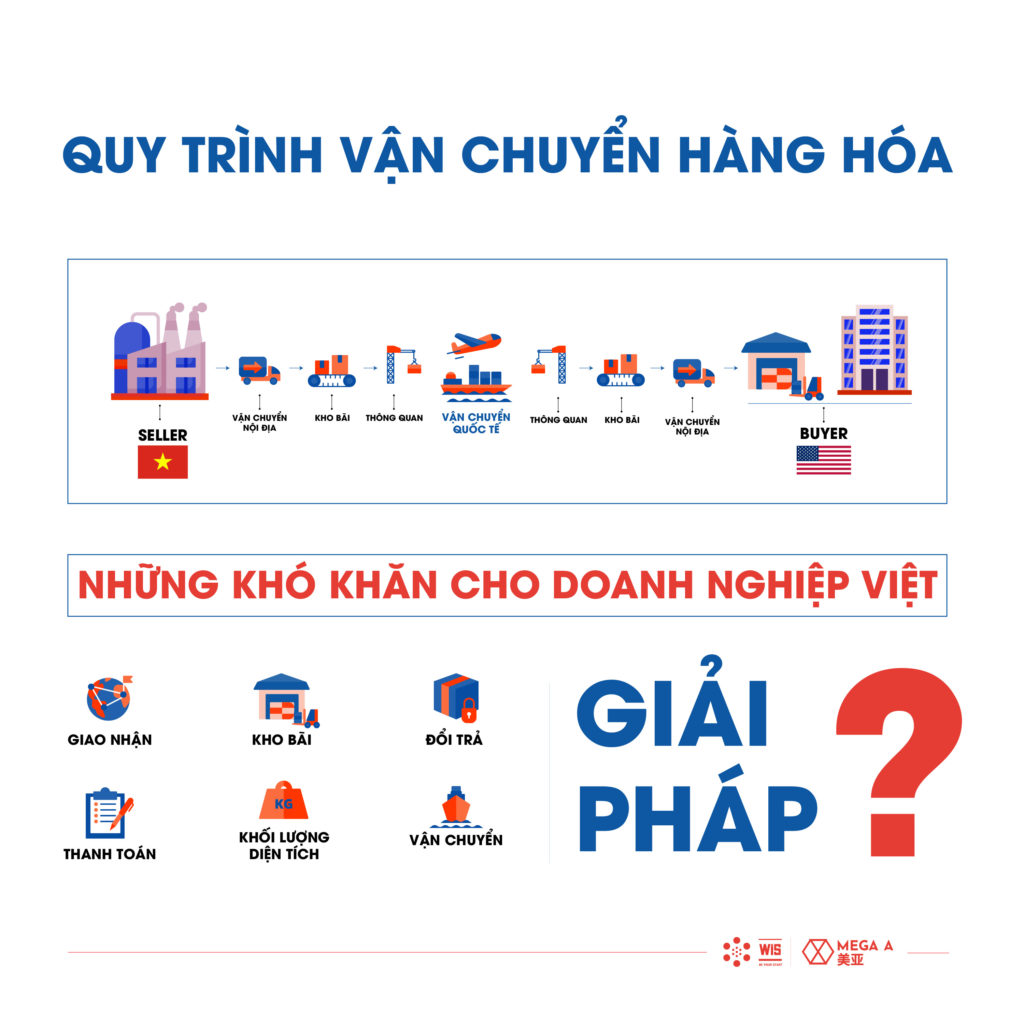 QUY TRÌNH VẬN CHUYỂN HÀNG HÓA
SELLER
VẬN CHUYỂN
NỘI ĐỊA
KHO BÃI
THÔNG QUAN
VẬN CHUYỂN
QUỐC TẾ
THÔNG QUAN
KHO BÃI
VẬN CHUYỂN
NỘI ĐỊA
BUYER
NHỮNG KHÓ KHĂN CHO DOANH NGHIỆP VIỆT
GIAO NHẬN
KHO BÃI
ĐỔI TRẢ
THANH TOÁN
KG
KHỐI LƯỢNG
DIỆN TÍCH
VẬN CHUYỂN
GIẢI
PHÁP
?
WIS
MEGA A
美亚